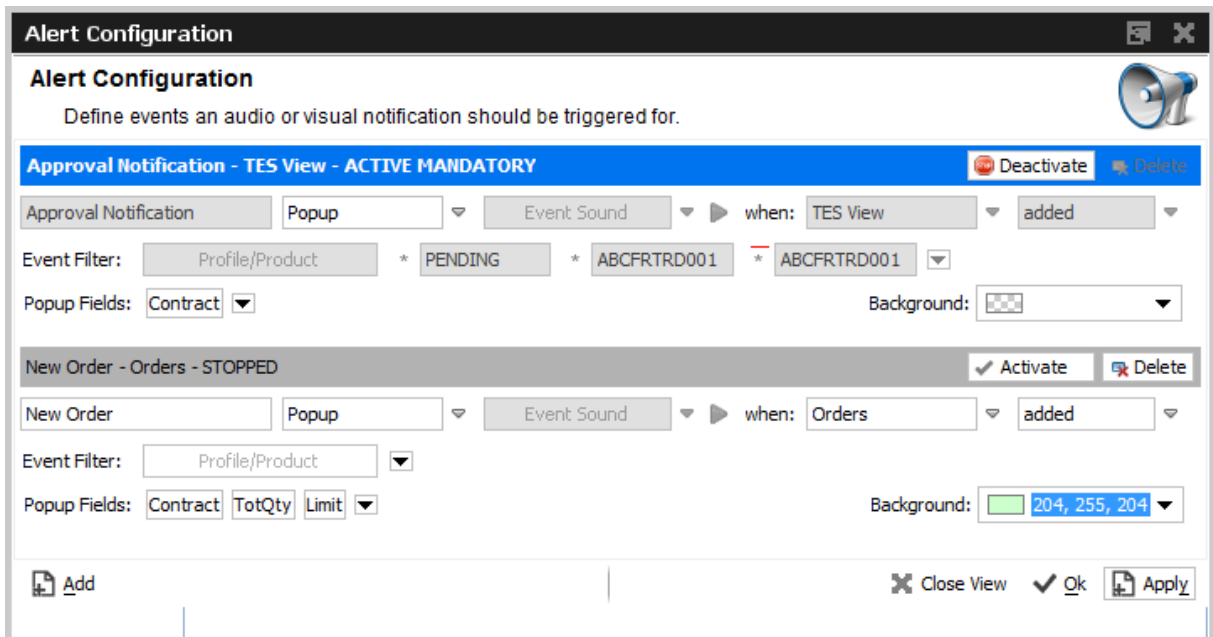 Alert Configuration
Alert Configuration
Define events an audio or visual notification should be triggered for.
Approval Notification - TES View - ACTIVE MANDATORY Deactivate Delete
Approval Notification Popup Event Sound when: TES View added
Event Filter: Profile/Product * PENDING * ABCFRTRD001 * ABCFRTRD001
Popup Fields: Contract Background:
New Order - Orders - STOPPED Activate Delete
New Order Popup Event Sound when: Orders added
Event Filter: Profile/Product
Popup Fields: Contract TotQty Limit Background: 204, 255, 204
Add Close View Ok Apply